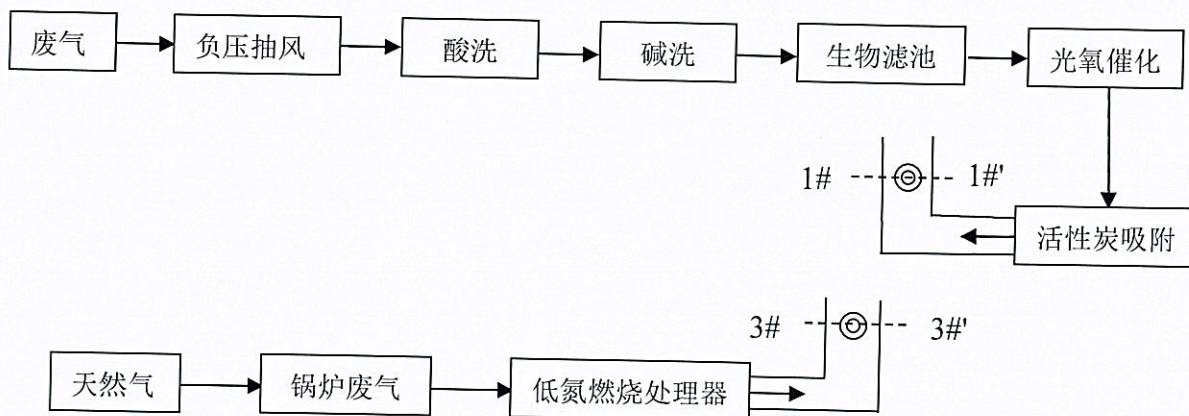 废气
负压抽风
酸洗
碱洗
生物滤池
光氧催化
1#
1#'
活性炭吸附
3#
3#'
天然气
锅炉废气
低氮燃烧处理器